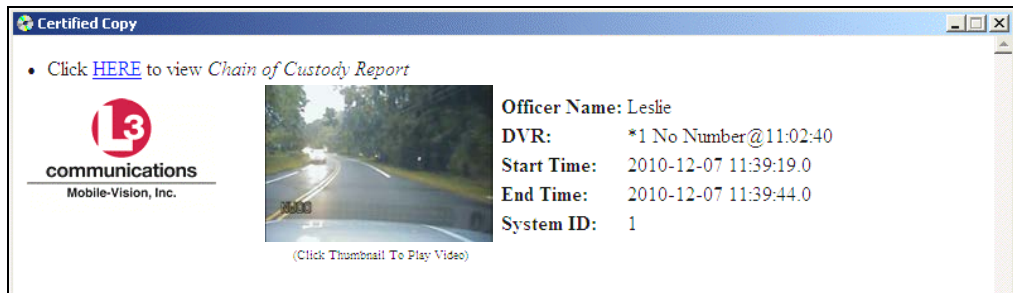 Certified Copy
Click HERE to view Chain of Custody Report
L3
communications
Mobile-Vision, Inc.
(Click Thumbnail To Play Video)
Officer Name: Leslie
DVR: *1 No Number@11:02:40
Start Time: 2010-12-07 11:39:19.0
End Time: 2010-12-07 11:39:44.0
System ID: 1